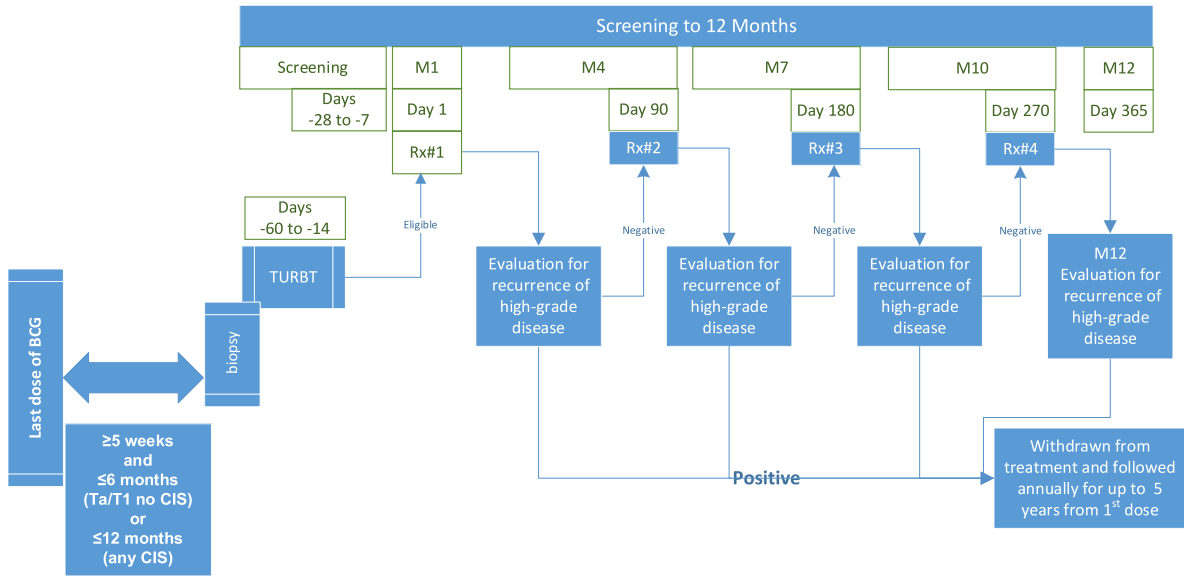 Screening to 12 Months
Screening
M1
M4
M7
M10
M12
Days
-28 to -7
Day 1
Day 90
Day 180
Day 270
Day 365
Rx#1
Rx#2
Rx#3
Rx#4
Days
-60 to -14
Eligible
Negative
Negative
Negative
TURBT
Evaluation for
recurrence of
high-grade
disease
Evaluation for
recurrence of
high-grade
disease
Evaluation for
recurrence of
high-grade
disease
M12
Evaluation for
recurrence of
high-grade
disease
Last dose of BCG
biopsy
≥5 weeks
and
≤6 months
(Ta/T1 no CIS)
or
≤12 months
(any CIS)
Positive
Withdrawn from
treatment and followed
annually for up to 5
years from 1st dose